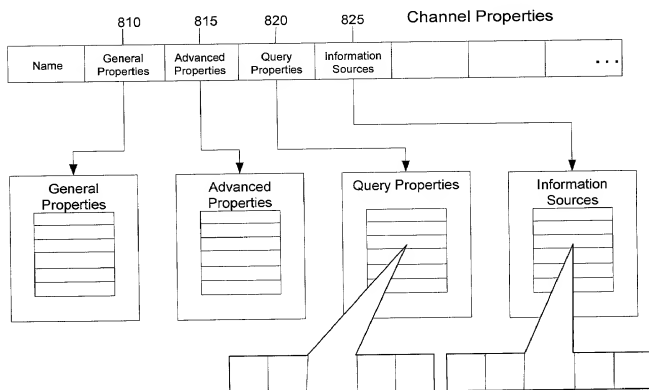 Channel Properties
810
815
820
825
Name
General
Properties
Advanced
Properties
Query
Properties
Information
Sources
...
General
Properties
Advanced
Properties
Query Properties
Information
Sources